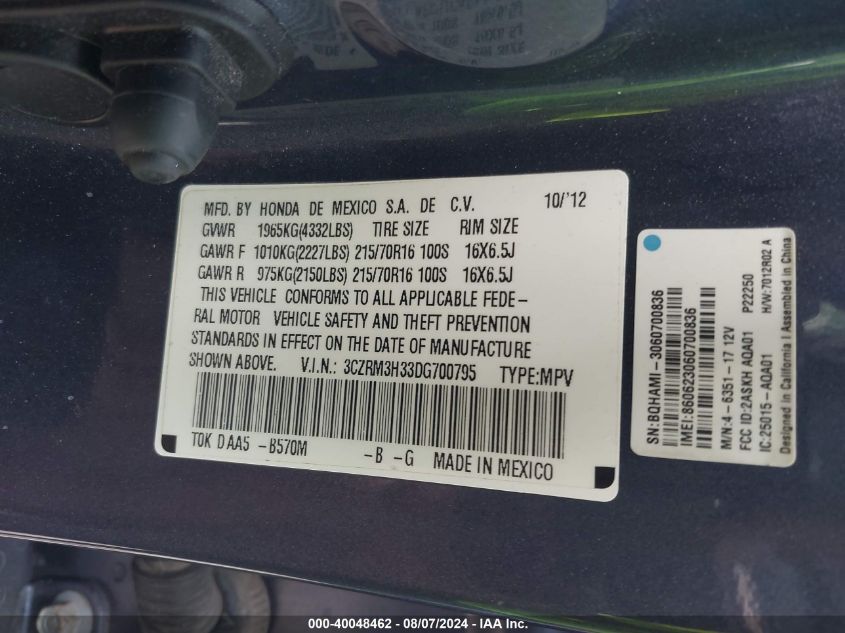 MFD. BY HONDA DE MEXICO S.A. DE C.V. 10/'12
GVWR 1965KG(4332LBS) TIRE SIZE RIM SIZE
GAWR F 1010KG(2227LBS) 215/70R16 100S 16X6.5J
GAWR R 975KG(2150LBS) 215/70R16 100S 16X6.5J
THIS VEHICLE CONFORMS TO ALL APPLICABLE FEDE-
RAL MOTOR VEHICLE SAFETY AND THEFT PREVENTION
STANDARDS IN EFFECT ON THE DATE OF MANUFACTURE
SHOWN ABOVE. V.I.N.: 3CZRM3H33DG700795 TYPE:MPV
T0K D AA5 -B570M -B -G MADE IN MEXICO
SN:BQHAMI-3060700836
IMEI:860623060700836
M/N:4-6351-17 12V
FCC ID:2ASKH AQA01 P22250
IC:25015-AQA01 H/W:7012R02 A
Designed in California I Assembled in China
000-40048462 - 08/07/2024 - IAA Inc.